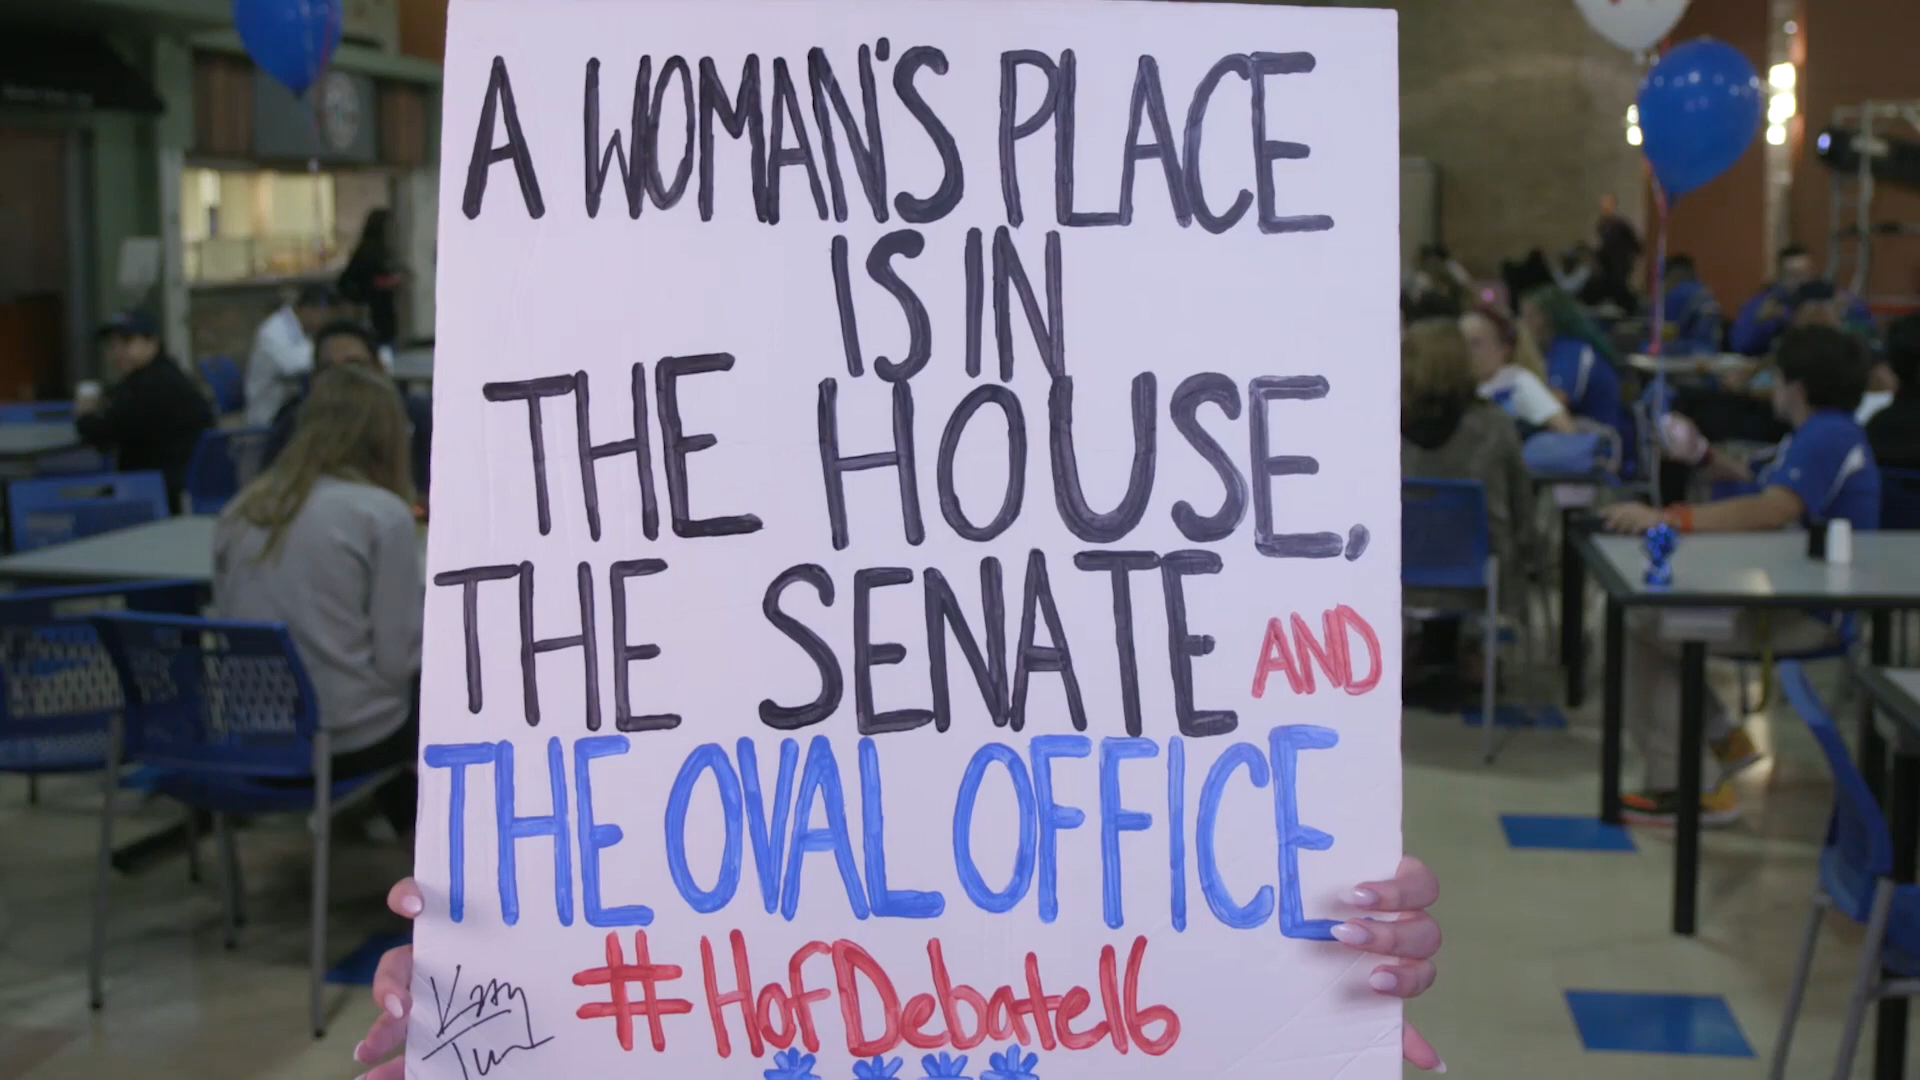 A WOMAN'S PLACE
IS IN
THE HOUSE,
THE SENATE AND
THE OVAL OFFICE
#HofDebate16